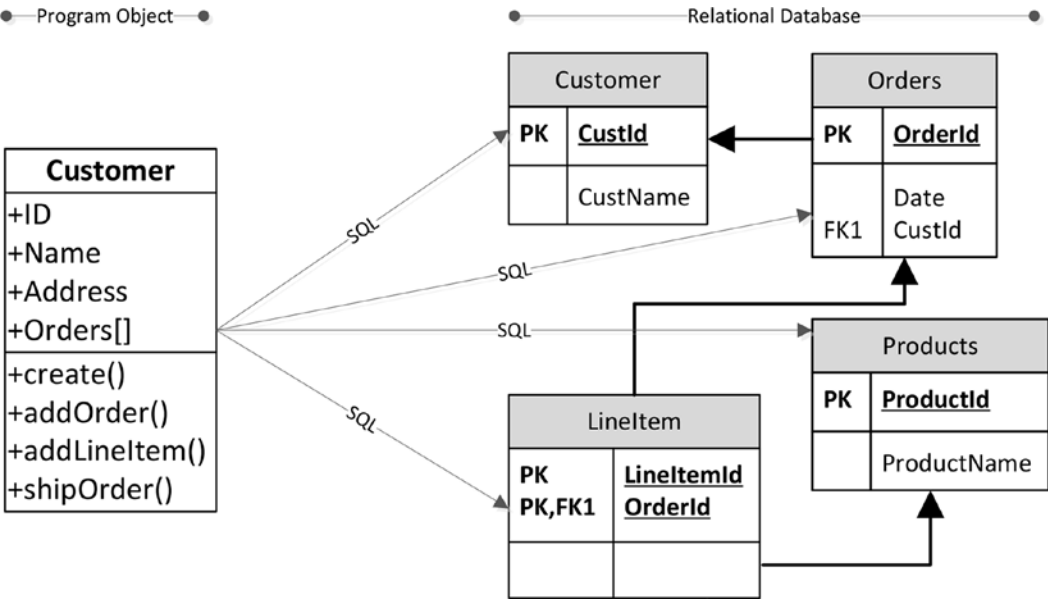 Program Object
Relational Database
Customer
+ID
+Name
+Address
+Orders[]
+create()
+addOrder()
+addLineItem()
+shipOrder()
SQL
SQL
SQL
SQL
Customer
PK CustId
CustName
Orders
PK OrderId
Date
FK1 CustId
Products
PK ProductId
ProductName
LineItem
PK LineItemId
PK,FK1 OrderId